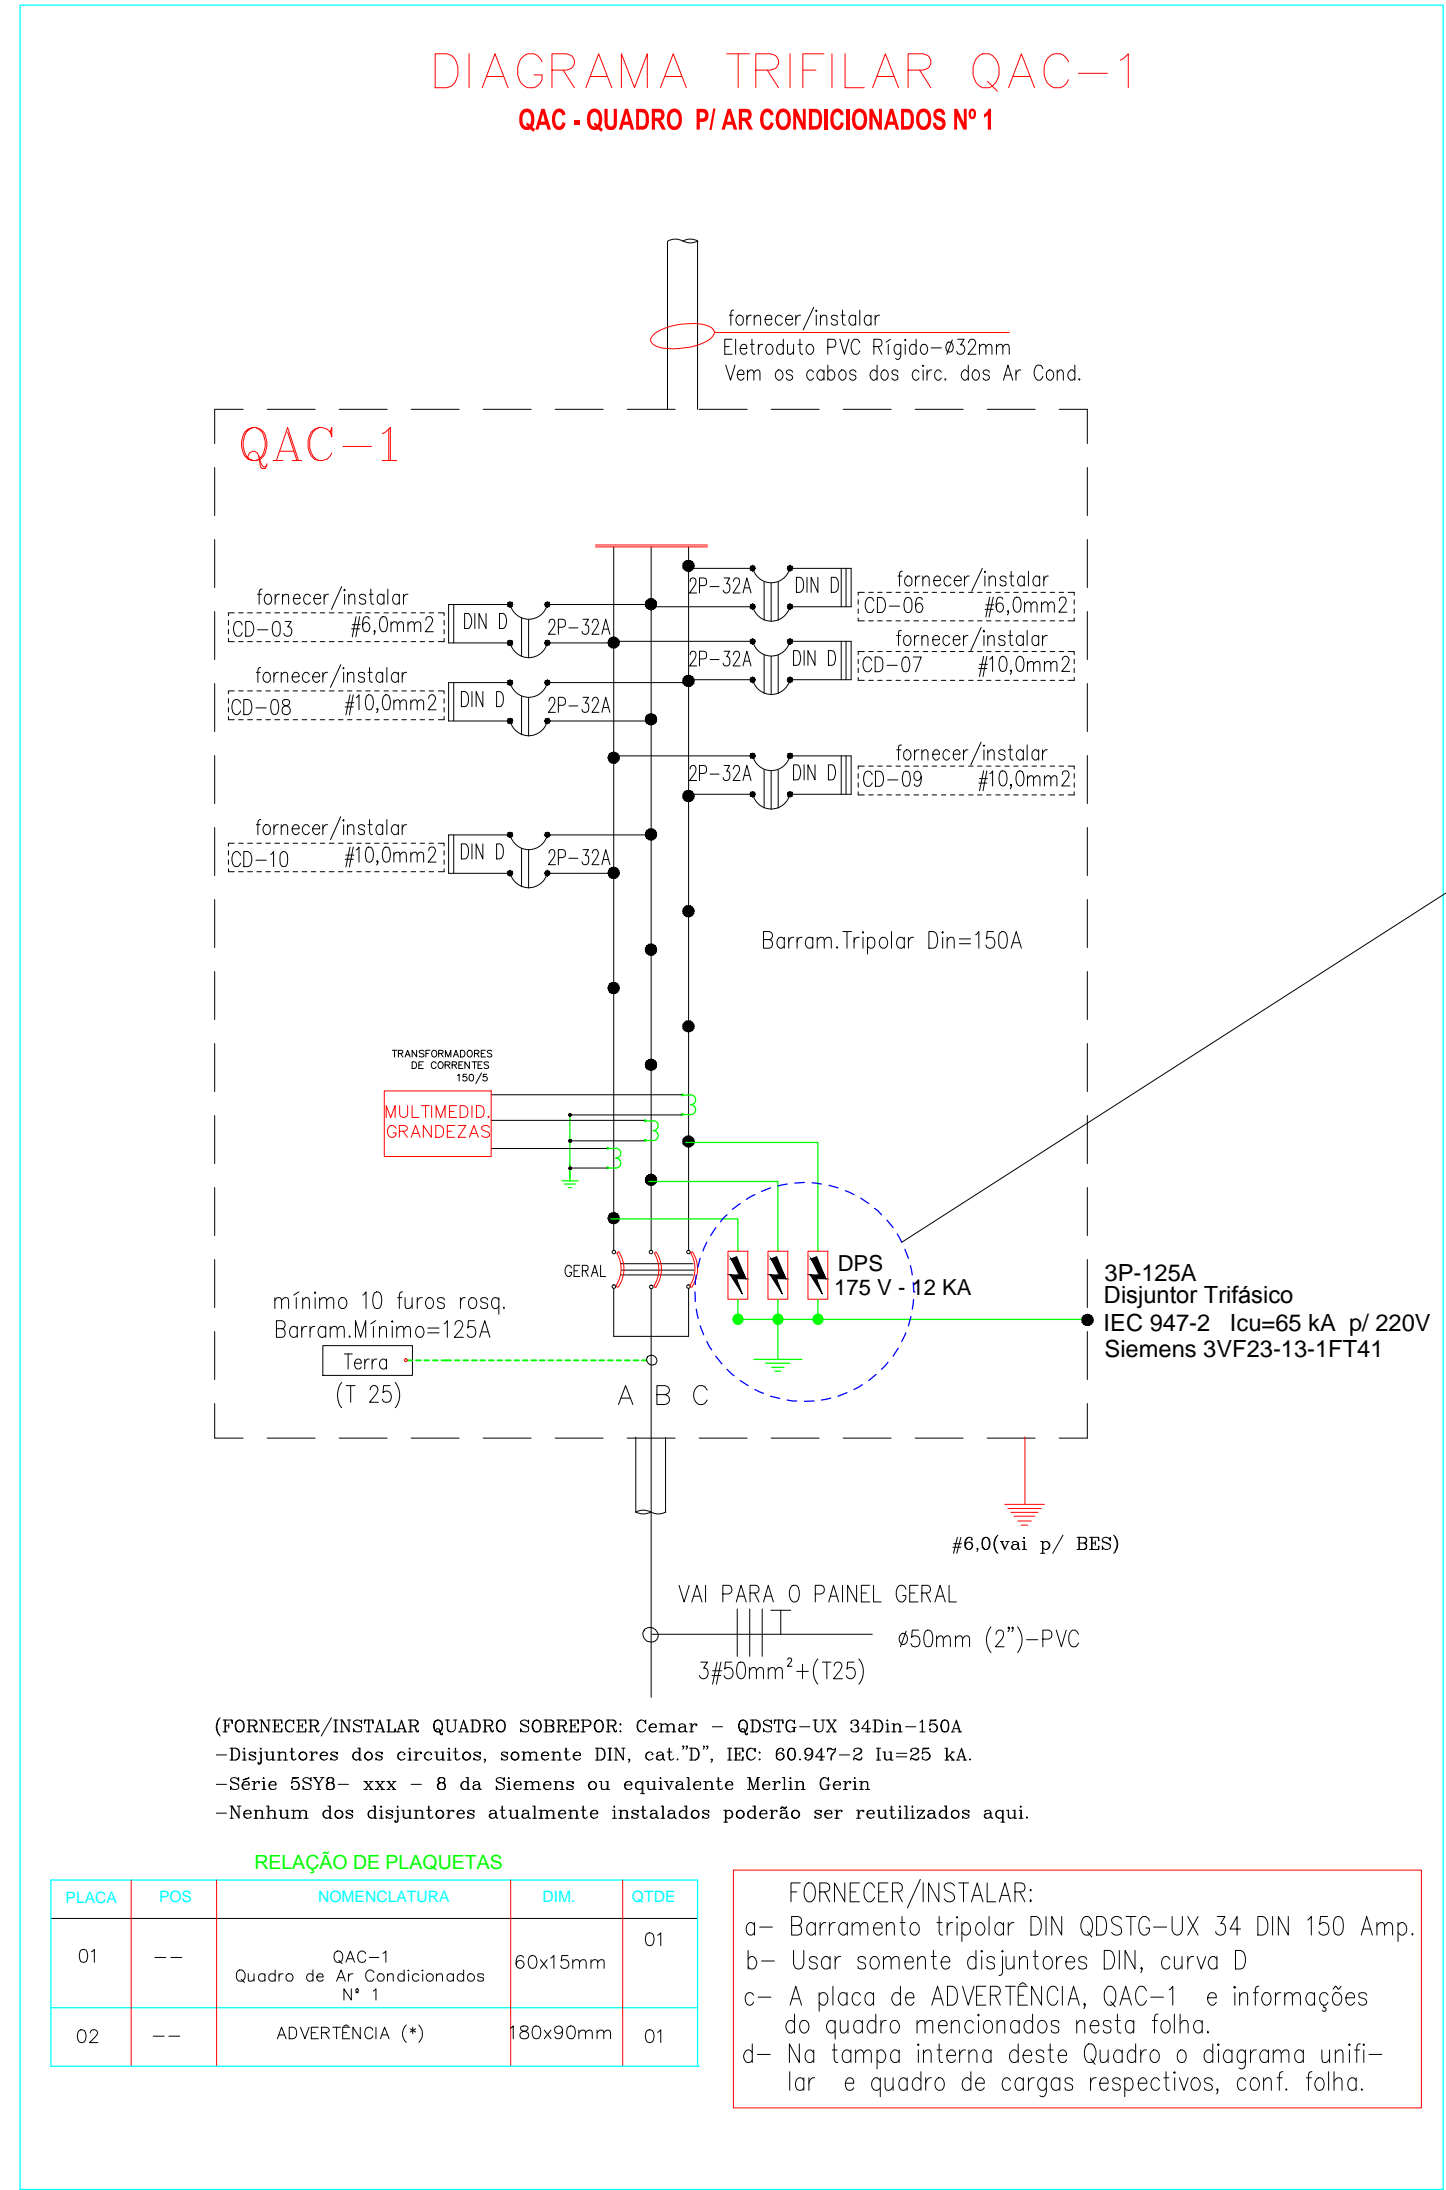 DIAGRAMA TRIFILAR QAC-1
QAC - QUADRO P/ AR CONDICIONADOS Nº 1
fornecer/instalar
Eletroduto PVC Rígido-ø32mm
Vem os cabos dos circ. dos Ar Cond.
QAC-1
fornecer/instalar
CD-03 #6,0mm2
DIN D
2P-32A
fornecer/instalar
CD-08 #10,0mm2
DIN D
2P-32A
fornecer/instalar
CD-10 #10,0mm2
DIN D
2P-32A
2P-32A
DIN D
fornecer/instalar
CD-06 #6,0mm2
2P-32A
DIN D
fornecer/instalar
CD-07 #10,0mm2
2P-32A
DIN D
fornecer/instalar
CD-09 #10,0mm2
Barram.Tripolar Din=150A
TRANSFORMADORES
DE CORRENTES
150/5
MULTIMEDID.
GRANDEZAS
GERAL
DPS
175 V - 12 KA
3P-125A
Disjuntor Trifásico
IEC 947-2 Icu=65 kA p/ 220V
Siemens 3VF23-13-1FT41
mínimo 10 furos rosq.
Barram.Mínimo=125A
Terra
(T 25)
A B C
#6,0(vai p/ BES)
VAI PARA O PAINEL GERAL
ø50mm (2")-PVC
3#50mm²+(T25)
(FORNECER/INSTALAR QUADRO SOBREPOR: Cemar - QDSTG-UX 34Din-150A
-Disjuntores dos circuitos, somente DIN, cat."D", IEC: 60.947-2 Iu=25 kA.
-Série 5SY8- xxx - 8 da Siemens ou equivalente Merlin Gerin
-Nenhum dos disjuntores atualmente instalados poderão ser reutilizados aqui.
RELAÇÃO DE PLAQUETAS
PLACA POS NOMENCLATURA DIM. QTDE
01 -- QAC-1 60x15mm 01
Quadro de Ar Condicionados
Nº 1
02 -- ADVERTÊNCIA (*) 180x90mm 01
FORNECER/INSTALAR:
a- Barramento tripolar DIN QDSTG-UX 34 DIN 150 Amp.
b- Usar somente disjuntores DIN, curva D
c- A placa de ADVERTÊNCIA, QAC-1 e informações
do quadro mencionados nesta folha.
d- Na tampa interna deste Quadro o diagrama unifi-
lar e quadro de cargas respectivos, conf. folha.